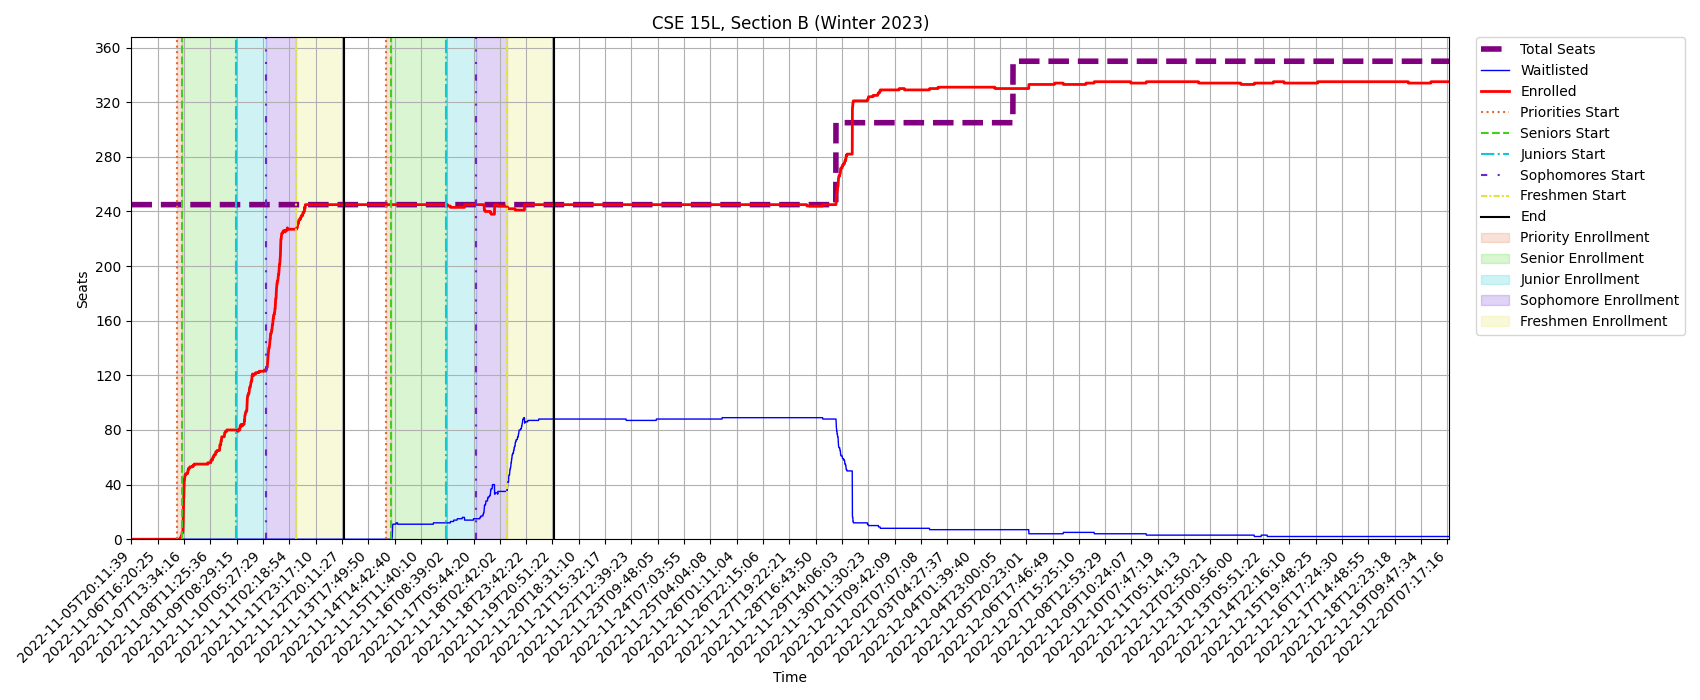 CSE 15L, Section B (Winter 2023)
360
320
280
240
200
160
120
80
40
0
Seats
2022-11-05T20:11:39
2022-11-06T16:20:25
2022-11-07T13:34:16
2022-11-08T11:25:36
2022-11-09T08:29:15
2022-11-10T05:27:29
2022-11-11T02:18:54
2022-11-11T23:17:10
2022-11-12T20:11:27
2022-11-13T17:49:50
2022-11-14T14:42:40
2022-11-15T11:40:10
2022-11-16T08:39:02
2022-11-17T05:44:20
2022-11-18T02:42:02
2022-11-18T23:42:22
2022-11-19T20:51:22
2022-11-20T18:31:10
2022-11-21T15:32:17
2022-11-22T12:39:23
2022-11-23T09:48:05
2022-11-24T07:03:55
2022-11-25T04:04:08
2022-11-26T01:11:04
2022-11-26T22:15:06
2022-11-27T19:22:21
2022-11-28T16:43:50
2022-11-29T14:06:03
2022-11-30T11:30:23
2022-12-01T09:42:09
2022-12-02T07:07:08
2022-12-03T04:27:37
2022-12-04T01:39:40
2022-12-04T23:00:05
2022-12-05T20:23:01
2022-12-06T17:46:49
2022-12-07T15:25:10
2022-12-08T12:53:29
2022-12-09T10:24:07
2022-12-10T07:47:19
2022-12-11T05:14:13
2022-12-12T02:50:21
2022-12-13T00:56:00
2022-12-13T05:51:22
2022-12-14T22:16:10
2022-12-15T19:48:25
2022-12-16T17:24:30
2022-12-17T14:48:55
2022-12-18T12:23:18
2022-12-19T09:47:34
2022-12-20T07:17:16
Time
Total Seats
Waitlisted
Enrolled
Priorities Start
Seniors Start
Juniors Start
Sophomores Start
Freshmen Start
End
Priority Enrollment
Senior Enrollment
Junior Enrollment
Sophomore Enrollment
Freshmen Enrollment